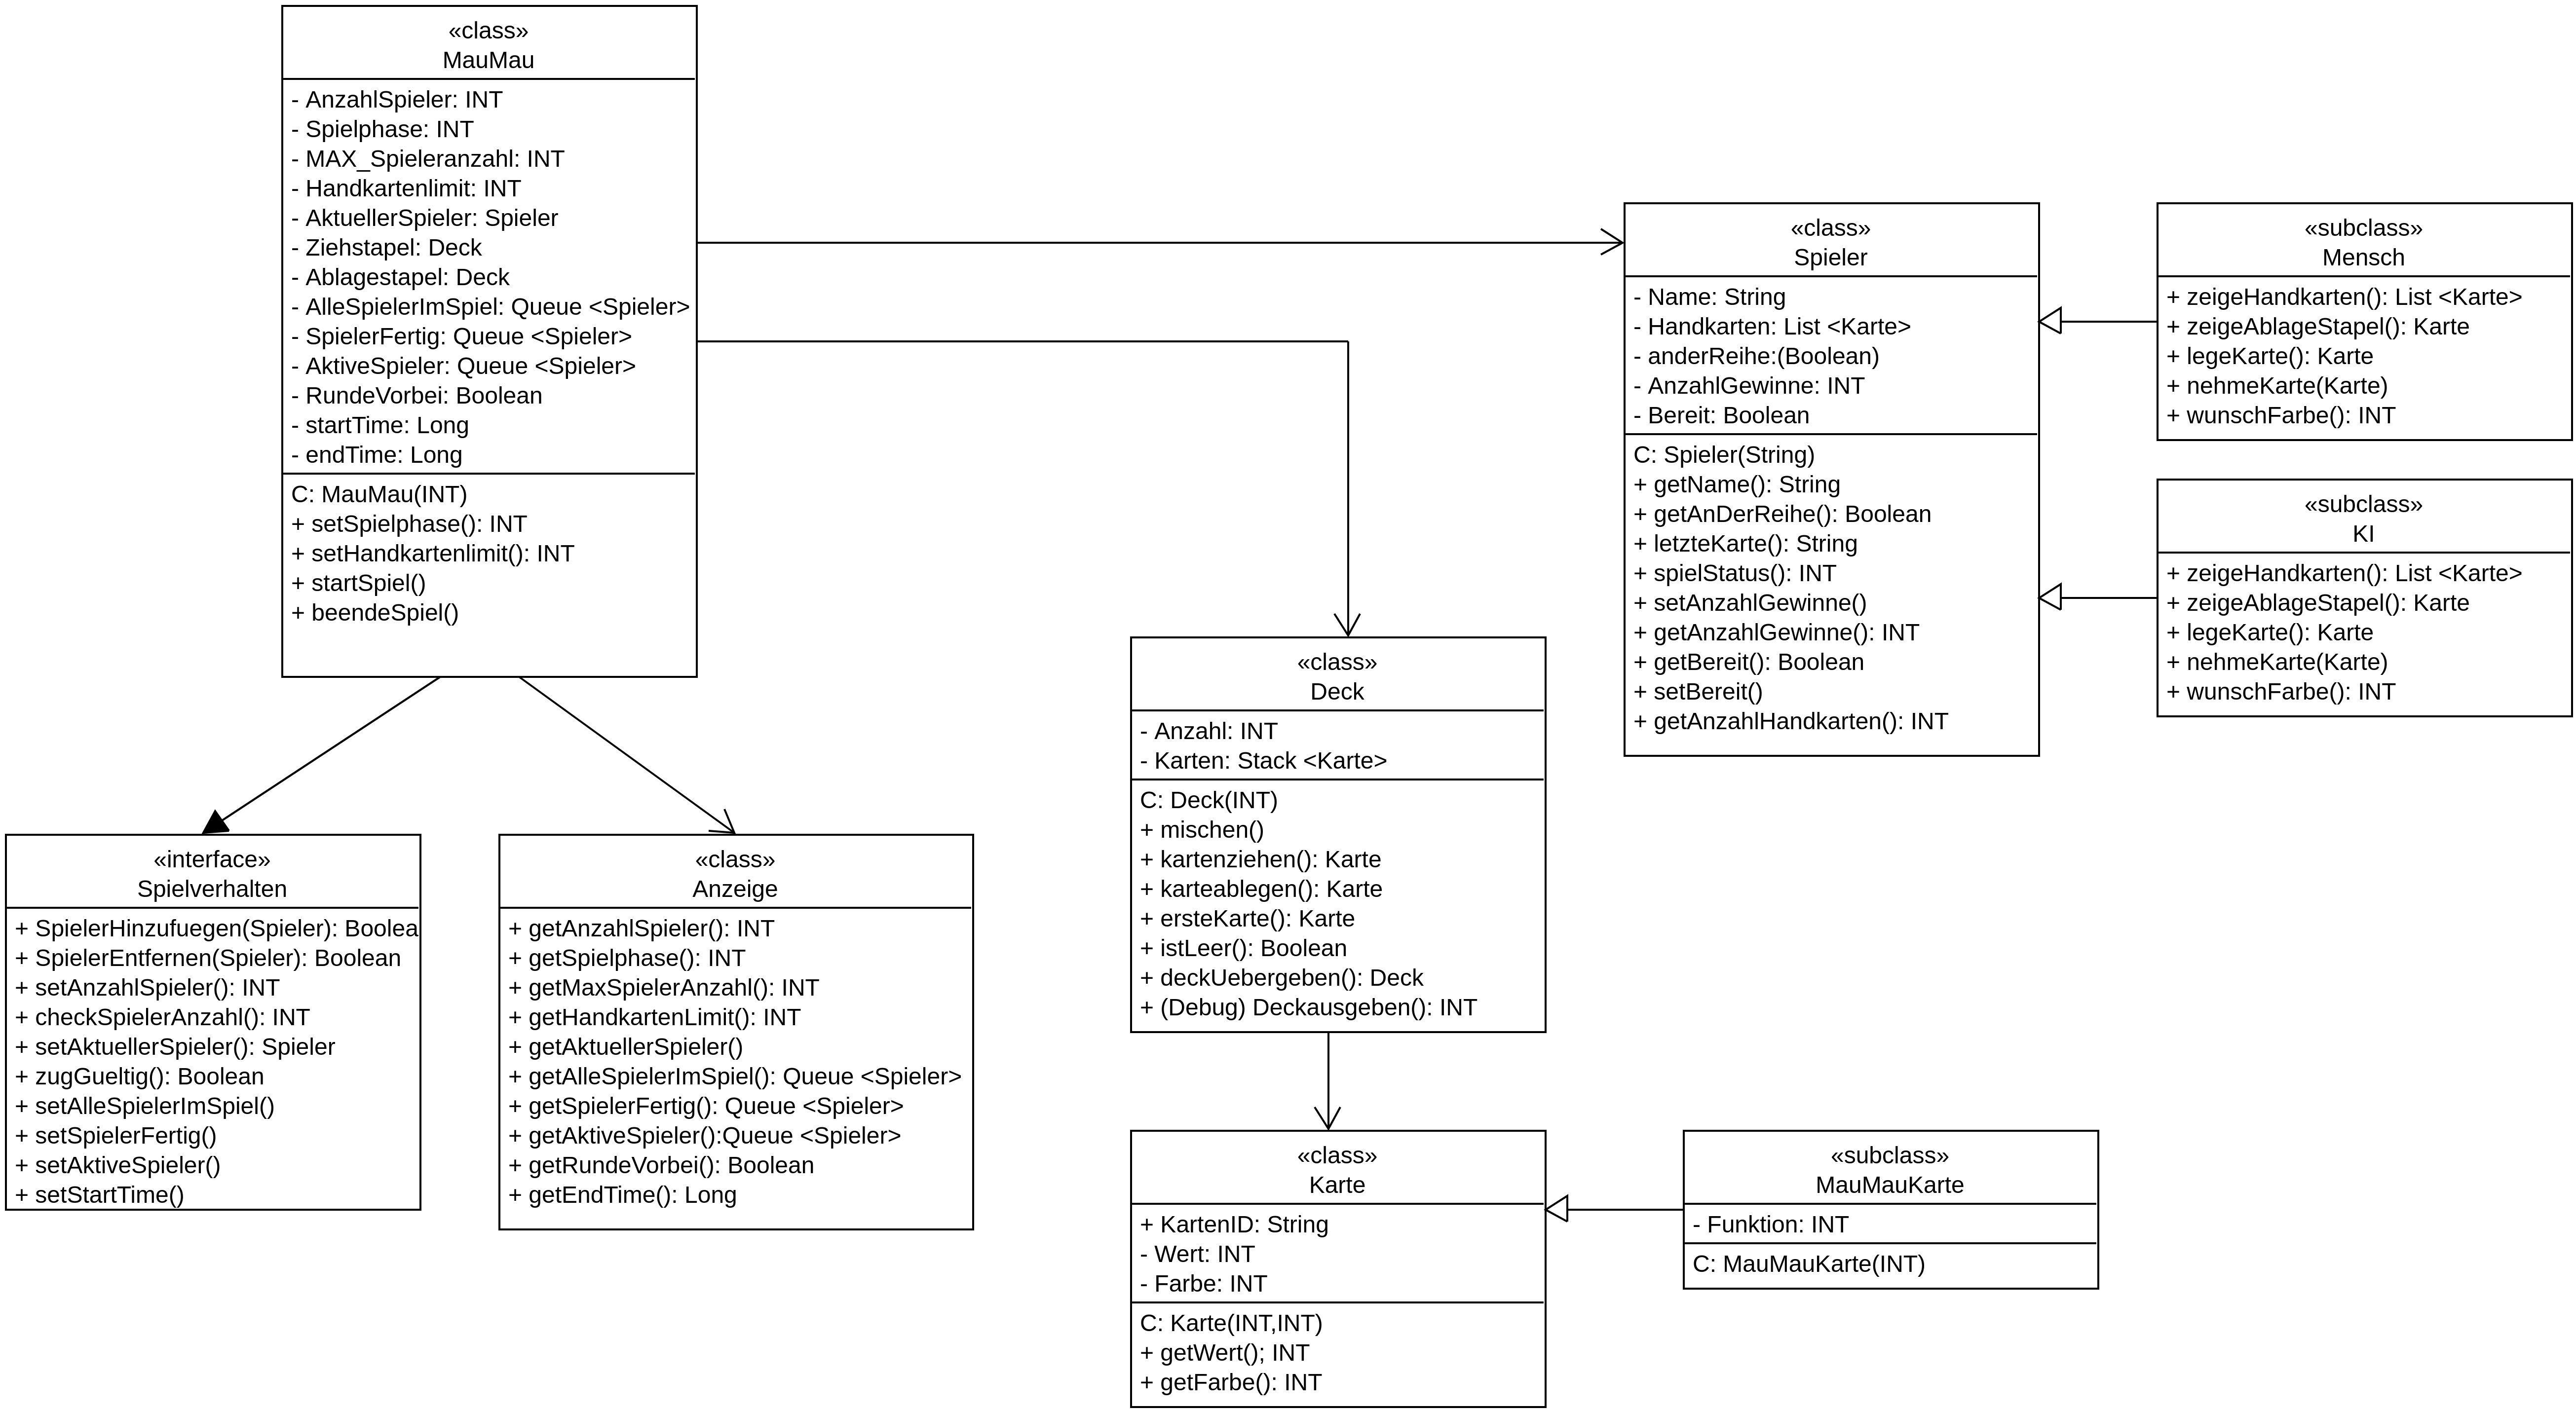 «class»
MauMau
- AnzahlSpieler: INT
- Spielphase: INT
- MAX_Spieleranzahl: INT
- Handkartenlimit: INT
- AktuellerSpieler: Spieler
- Ziehstapel: Deck
- Ablagestapel: Deck
- AlleSpielerImSpiel: Queue <Spieler>
- SpielerFertig: Queue <Spieler>
- AktiveSpieler: Queue <Spieler>
- RundeVorbei: Boolean
- startTime: Long
- endTime: Long
C: MauMau(INT)
+ setSpielphase(): INT
+ setHandkartenlimit(): INT
+ startSpiel()
+ beendeSpiel()
«class»
Spieler
- Name: String
- Handkarten: List <Karte>
- anderReihe:(Boolean)
- AnzahlGewinne: INT
- Bereit: Boolean
C: Spieler(String)
+ getName(): String
+ getAnDerReihe(): Boolean
+ letzteKarte(): String
+ spielStatus(): INT
+ setAnzahlGewinne()
+ getAnzahlGewinne(): INT
+ getBereit(): Boolean
+ setBereit()
+ getAnzahlHandkarten(): INT
«subclass»
Mensch
+ zeigeHandkarten(): List <Karte>
+ zeigeAblageStapel(): Karte
+ legeKarte(): Karte
+ nehmeKarte(Karte)
+ wunschFarbe(): INT
«subclass»
KI
+ zeigeHandkarten(): List <Karte>
+ zeigeAblageStapel(): Karte
+ legeKarte(): Karte
+ nehmeKarte(Karte)
+ wunschFarbe(): INT
«interface»
Spielverhalten
+ SpielerHinzufuegen(Spieler): Boolea
+ SpielerEntfernen(Spieler): Boolean
+ setAnzahlSpieler(): INT
+ checkSpielerAnzahl(): INT
+ setAktuellerSpieler(): Spieler
+ zugGueltig(): Boolean
+ setAlleSpielerImSpiel()
+ setSpielerFertig()
+ setAktiveSpieler()
+ setStartTime()
«class»
Anzeige
+ getAnzahlSpieler(): INT
+ getSpielphase(): INT
+ getMaxSpielerAnzahl(): INT
+ getHandkartenLimit(): INT
+ getAktuellerSpieler()
+ getAlleSpielerImSpiel(): Queue <Spieler>
+ getSpielerFertig(): Queue <Spieler>
+ getAktiveSpieler():Queue <Spieler>
+ getRundeVorbei(): Boolean
+ getEndTime(): Long
«class»
Deck
- Anzahl: INT
- Karten: Stack <Karte>
C: Deck(INT)
+ mischen()
+ kartenziehen(): Karte
+ karteablegen(): Karte
+ ersteKarte(): Karte
+ istLeer(): Boolean
+ deckUebergeben(): Deck
+ (Debug) Deckausgeben(): INT
«class»
Karte
+ KartenID: String
- Wert: INT
- Farbe: INT
C: Karte(INT,INT)
+ getWert(); INT
+ getFarbe(): INT
«subclass»
MauMauKarte
- Funktion: INT
C: MauMauKarte(INT)